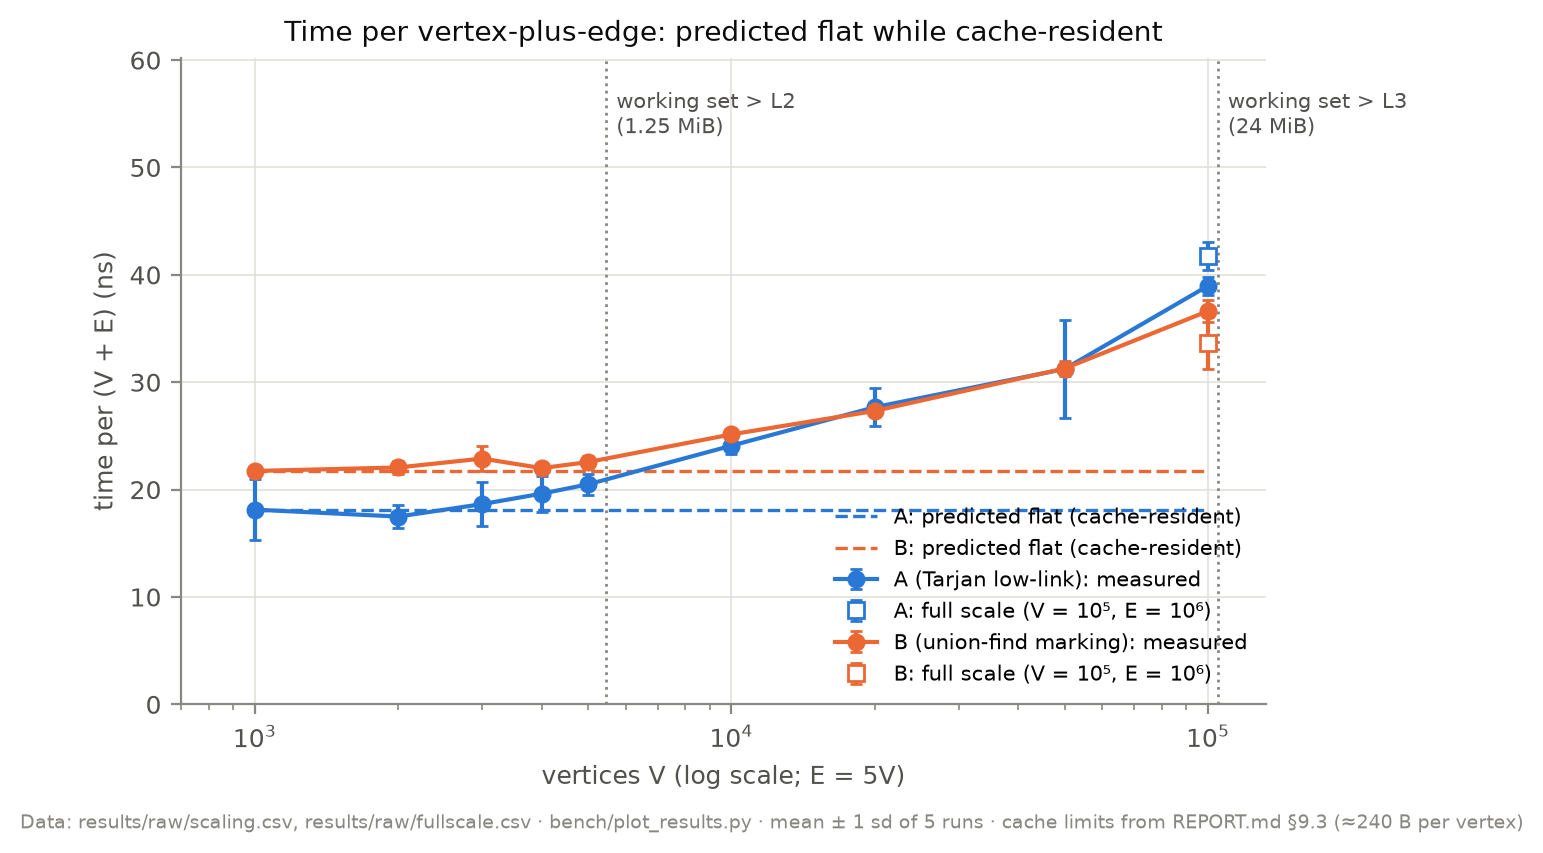 Time per vertex-plus-edge: predicted flat while cache-resident
time per (V + E) (ns)
60
50
40
30
20
10
0
working set > L2
(1.25 MiB)
working set > L3
(24 MiB)
A: predicted flat (cache-resident)
B: predicted flat (cache-resident)
A (Tarjan low-link): measured
A: full scale (V = 10⁵, E = 10⁶)
B (union-find marking): measured
B: full scale (V = 10⁵, E = 10⁶)
10³ 10⁴ 10⁵
vertices V (log scale; E = 5V)
Data: results/raw/scaling.csv, results/raw/fullscale.csv · bench/plot_results.py · mean ± 1 sd of 5 runs · cache limits from REPORT.md §9.3 (≈240 B per vertex)